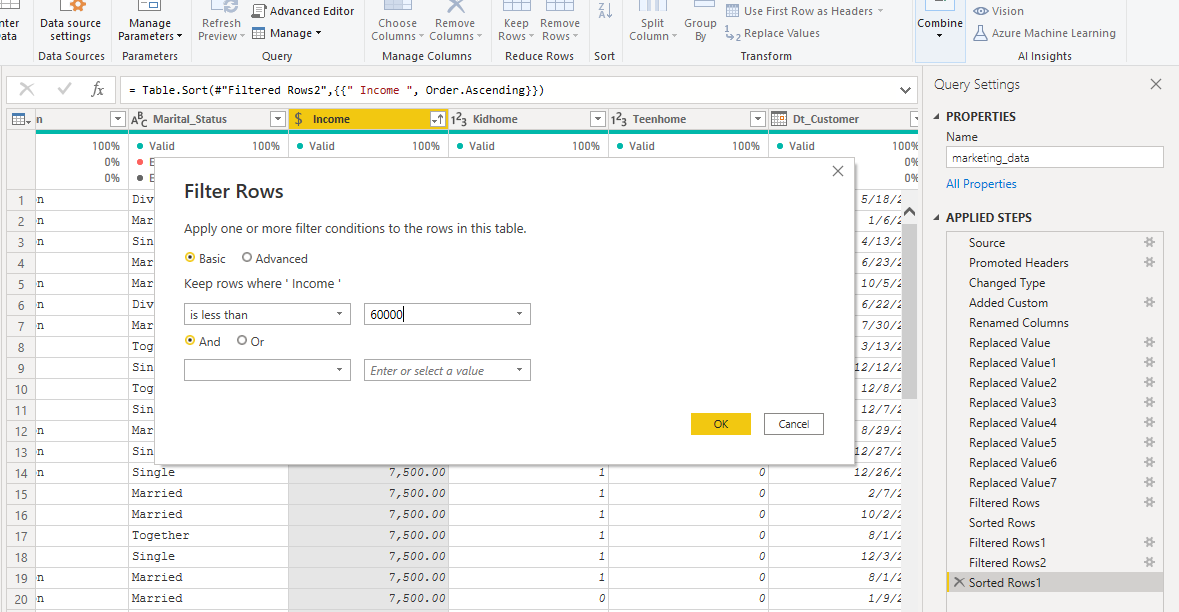 nter Data source Manage Refresh Advanced Editor Choose Remove Keep Remove Split Group Use First Row as Headers Combine Vision
ata settings Parameters Preview Manage Columns Columns Rows Rows Column By 1↳2 Replace Values Azure Machine Learning
Data Sources Parameters Query Manage Columns Reduce Rows Sort Transform AI Insights
fx = Table.Sort(#"Filtered Rows2",{{" Income ", Order.Ascending}})
n ABC Marital_Status $ Income 123 Kidhome 123 Teenhome Dt_Customer
100% Valid 100% Valid 100% Valid 100% Valid 100% Valid 100%
0% E 0%
0% E 0%
Filter Rows
Apply one or more filter conditions to the rows in this table.
Basic Advanced
Keep rows where ' Income '
is less than 60000
And Or
Enter or select a value
OK Cancel
1 n Div 5/18/2
2 n Mar 1/6/2
3 n Sin 4/13/2
4 Mar 6/23/2
5 n Mar 10/5/2
6 n Div 6/22/2
7 n Mar 7/30/2
8 Tog 3/13/2
9 Sin 12/12/2
10 Tog 12/8/2
11 Sin 12/7/2
12 n Mar 8/29/2
13 n Sin 12/27/2
14 n Single 7,500.00 1 0 12/26/2
15 Married 7,500.00 1 0 2/7/2
16 Married 7,500.00 1 0 10/2/2
17 Together 7,500.00 1 0 8/1/2
18 Single 7,500.00 1 0 12/3/2
19 n Married 7,500.00 1 0 8/1/2
20 n Married 7,500.00 0 0 1/9/2
Query Settings
PROPERTIES
Name
marketing_data
All Properties
APPLIED STEPS
Source
Promoted Headers
Changed Type
Added Custom
Renamed Columns
Replaced Value
Replaced Value1
Replaced Value2
Replaced Value3
Replaced Value4
Replaced Value5
Replaced Value6
Replaced Value7
Filtered Rows
Sorted Rows
Filtered Rows1
Filtered Rows2
Sorted Rows1